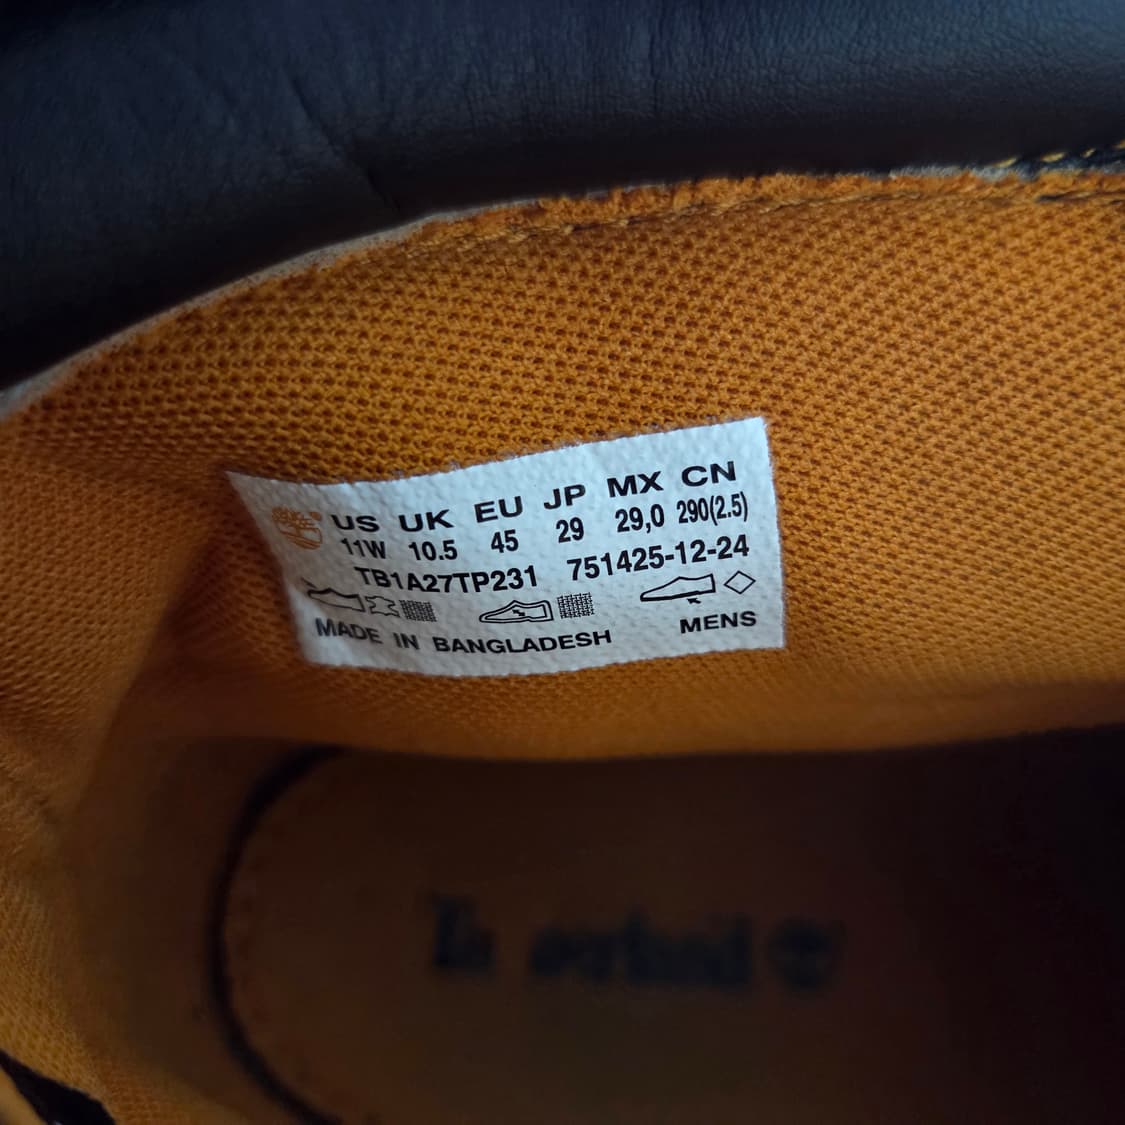 US UK EU JP MX CN
11W 10.5 45 29 29,0 290(2.5)
TB1A27TP231 751425-12-24
MADE IN BANGLADESH MENS